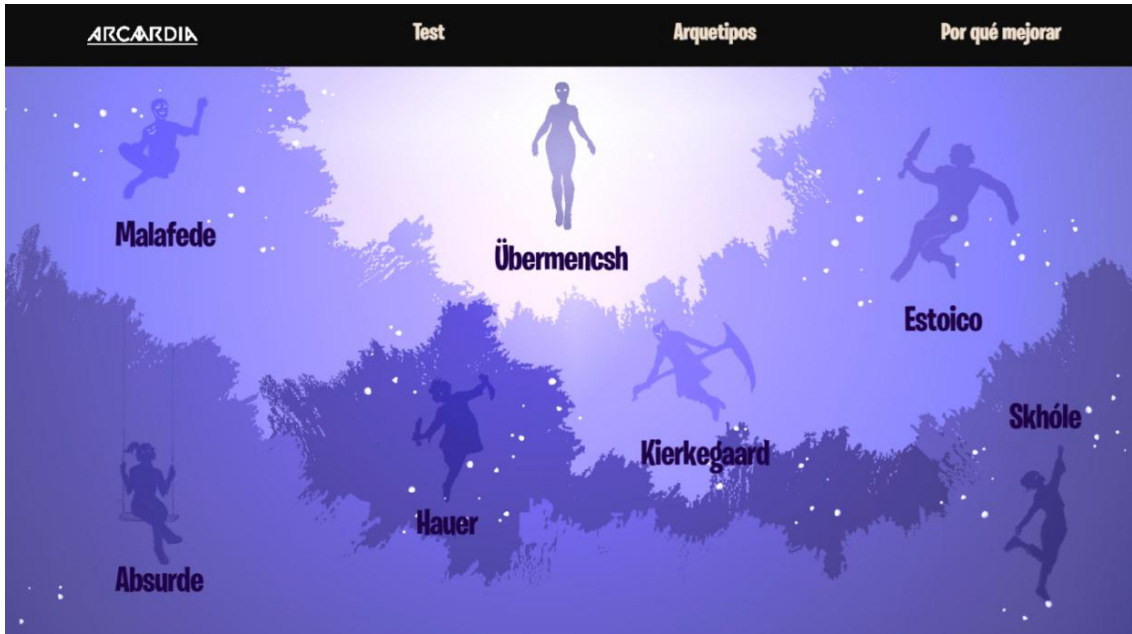 ARCARDIA
Test
Arquetipos
Por qué mejorar
Malafede
Übermencsh
Estoico
Skhóle
Kierkegaard
Hauer
Absurde